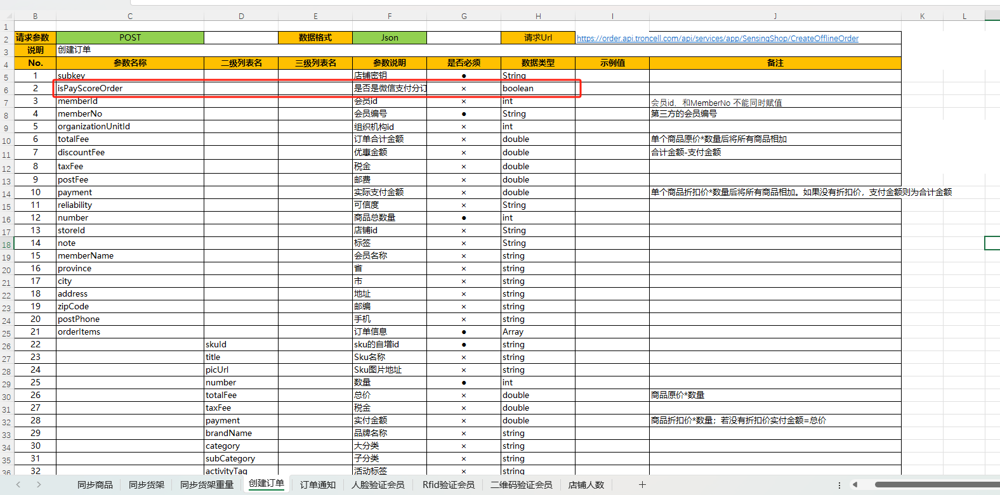 B C D E F G H I J K L
1
2 请求参数 POST 数据格式 Json 请求Url https://order.api.troncell.com/api/services/app/SensingShop/CreateOfflineOrder
3 说明 创建订单
4 No. 参数名称 二级列表名 三级列表名 参数说明 是否必须 数据类型 示例值 备注
5 1 subkey 店铺密钥 ● String
6 2 isPayScoreOrder 是否是微信支付分订 × boolean
7 3 memberId 会员id × int 会员id，和MemberNo 不能同时赋值
8 4 memberNo 会员编号 ● String 第三方的会员编号
9 5 organizationUnitId 组织机构id × int
10 6 totalFee 订单合计金额 × double 单个商品原价*数量后将所有商品相加
11 7 discountFee 优惠金额 × double 合计金额-支付金额
12 8 taxFee 税金 × double
13 9 postFee 邮费 × double
14 10 payment 实际支付金额 × double 单个商品折扣价*数量后将所有商品相加。如果没有折扣价，支付金额则为合计金额
15 11 reliability 可信度 × String
16 12 number 商品总数量 ● int
17 13 storeId 店铺id × String
18 14 note 标签 × String
19 15 memberName 会员名称 × string
20 16 province 省 × string
21 17 city 市 × string
22 18 address 地址 × string
23 19 zipCode 邮编 × string
24 20 postPhone 手机 × string
25 21 orderItems 订单信息 ● Array
26 22 skuId sku的自增id ● string
27 23 title Sku名称 × string
28 24 picUrl Sku图片地址 × string
29 25 number 数量 ● int
30 26 totalFee 总价 × double 商品原价*数量
31 27 taxFee 税金 × double
32 28 payment 实付金额 × double 商品折扣价*数量；若没有折扣价实付金额=总价
33 29 brandName 品牌名称 × string
34 30 category 大分类 × string
35 31 subCategory 子分类 × string
36 32 activityTag 活动标签 × string
同步商品 同步货架 同步货架重量 创建订单 订单通知 人脸验证会员 Rfid验证会员 二维码验证会员 店铺人数 +